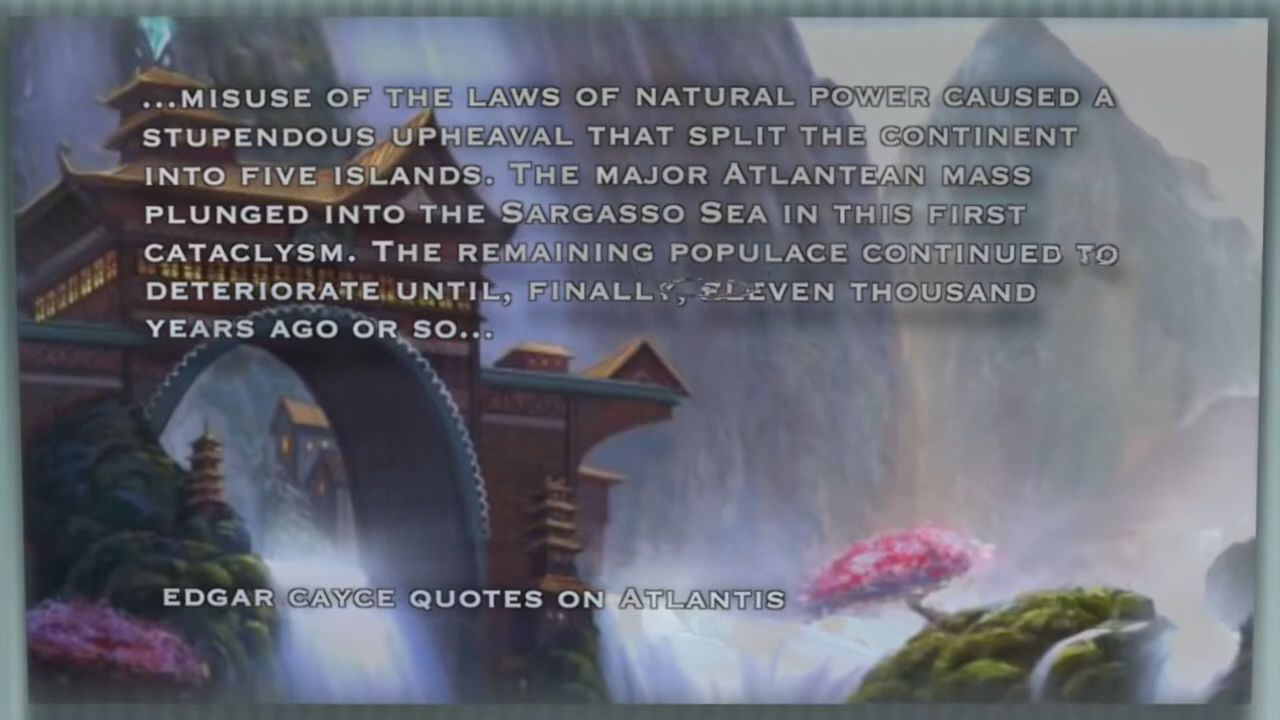 ...MISUSE OF THE LAWS OF NATURAL POWER CAUSED A
STUPENDOUS UPHEAVAL THAT SPLIT THE CONTINENT
INTO FIVE ISLANDS. THE MAJOR ATLANTEAN MASS
PLUNGED INTO THE SARGASSO SEA IN THIS FIRST
CATACLYSM. THE REMAINING POPULACE CONTINUED TO
DETERIORATE UNTIL, FINALLY, ELEVEN THOUSAND
YEARS AGO OR SO...
EDGAR CAYCE QUOTES ON ATLANTIS